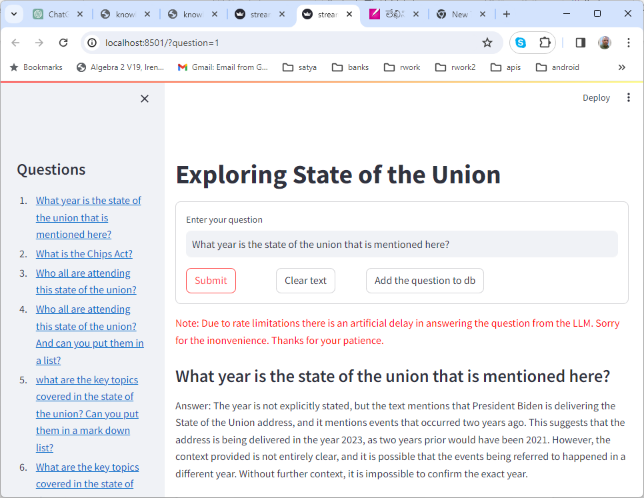 ChatG
know
know
strea
strea
New
localhost:8501/?question=1
Bookmarks
Algebra 2 V19, Iren...
Gmail: Email from G...
satya
banks
rwork
rwork2
apis
android
Deploy
Questions
1. What year is the state of
the union that is
mentioned here?
2. What is the Chips Act?
3. Who all are attending
this state of the union?
4. Who all are attending
this state of the union?
And can you put them in
a list?
5. what are the key topics
covered in the state of
the union? Can you put
them in a mark down
list?
6. What are the key topics
covered in the state of
Exploring State of the Union
Enter your question
What year is the state of the union that is mentioned here?
Submit
Clear text
Add the question to db
Note: Due to rate limitations there is an artificial delay in answering the question from the LLM. Sorry
for the inonvenience. Thanks for your patience.
What year is the state of the union that is mentioned here?
Answer: The year is not explicitly stated, but the text mentions that President Biden is delivering the
State of the Union address, and it mentions events that occurred two years ago. This suggests that the
address is being delivered in the year 2023, as two years prior would have been 2021. However, the
context provided is not entirely clear, and it is possible that the events being referred to happened in a
different year. Without further context, it is impossible to confirm the exact year.